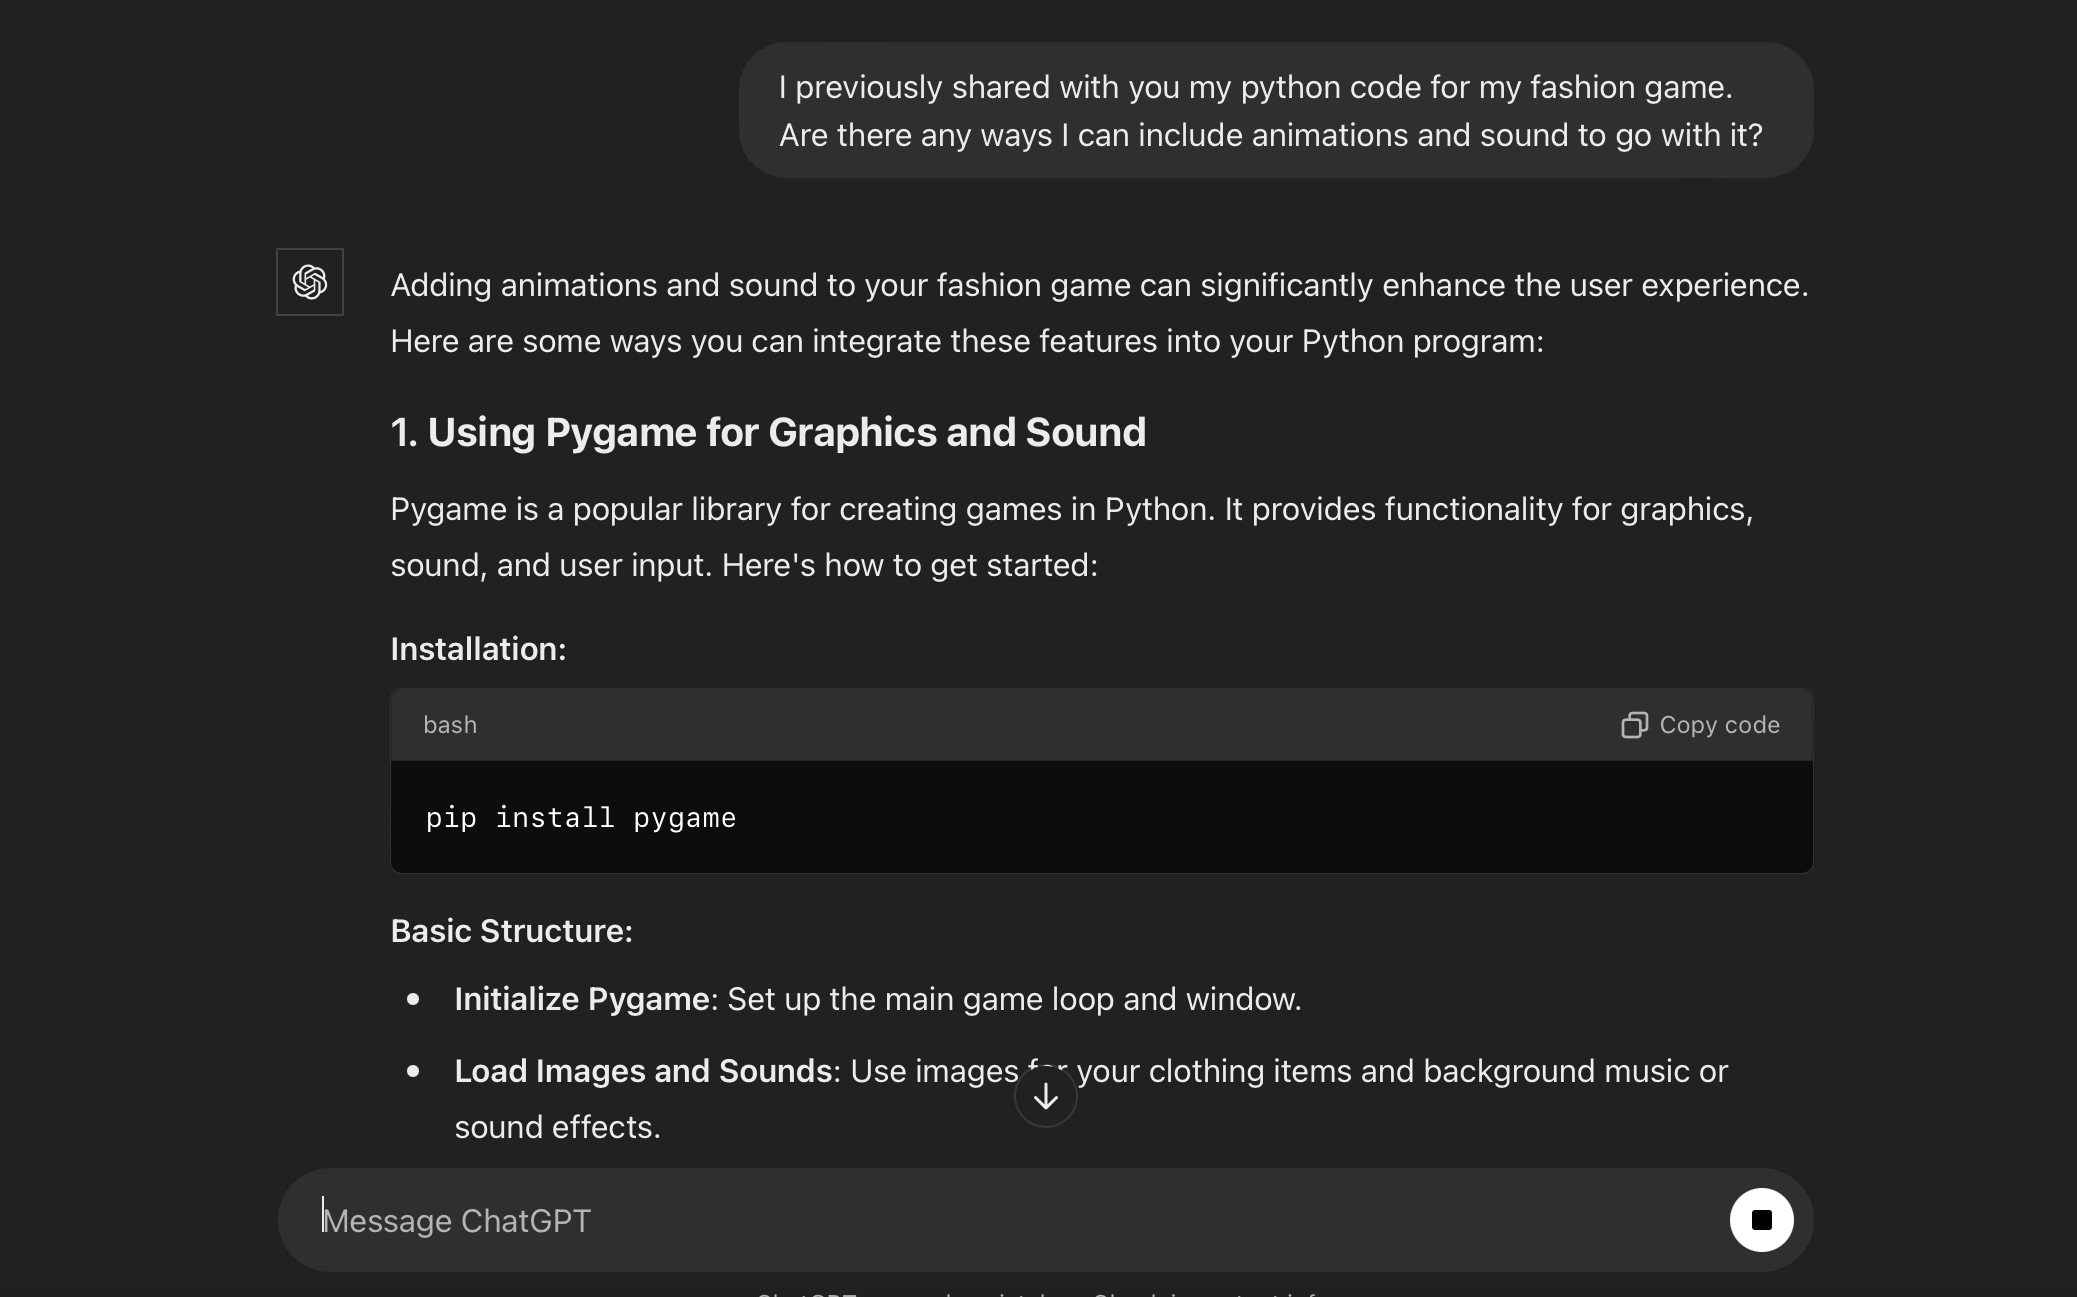 I previously shared with you my python code for my fashion game.
Are there any ways I can include animations and sound to go with it?
Adding animations and sound to your fashion game can significantly enhance the user experience.
Here are some ways you can integrate these features into your Python program:
1. Using Pygame for Graphics and Sound
Pygame is a popular library for creating games in Python. It provides functionality for graphics,
sound, and user input. Here's how to get started:
Installation:
bash Copy code
pip install pygame
Basic Structure:
• Initialize Pygame: Set up the main game loop and window.
• Load Images and Sounds: Use images for your clothing items and background music or
sound effects.
Message ChatGPT